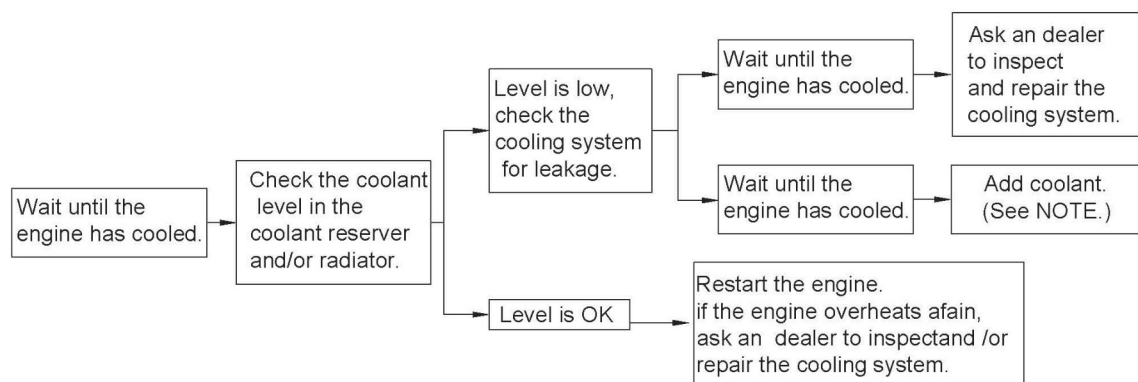 Wait until the
engine has cooled.
Check the coolant
level in the
coolant reserver
and/or radiator.
Level is low,
check the
cooling system
for leakage.
Wait until the
engine has cooled.
Ask an dealer
to inspect
and repair the
cooling system.
Wait until the
engine has cooled.
Add coolant.
(See NOTE.)
Level is OK
Restart the engine.
if the engine overheats afain,
ask an dealer to inspectand /or
repair the cooling system.